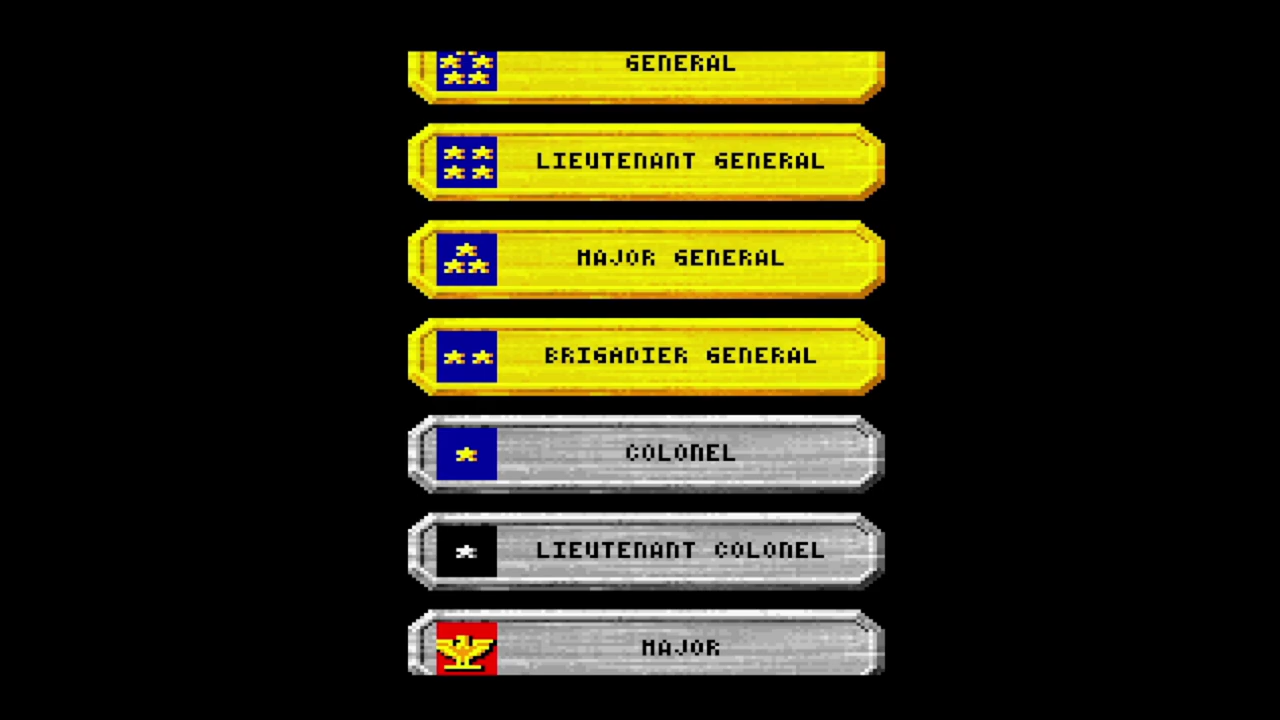 GENERAL
LIEUTENANT GENERAL
MAJOR GENERAL
BRIGADIER GENERAL
COLONEL
LIEUTENANT COLONEL
MAJOR